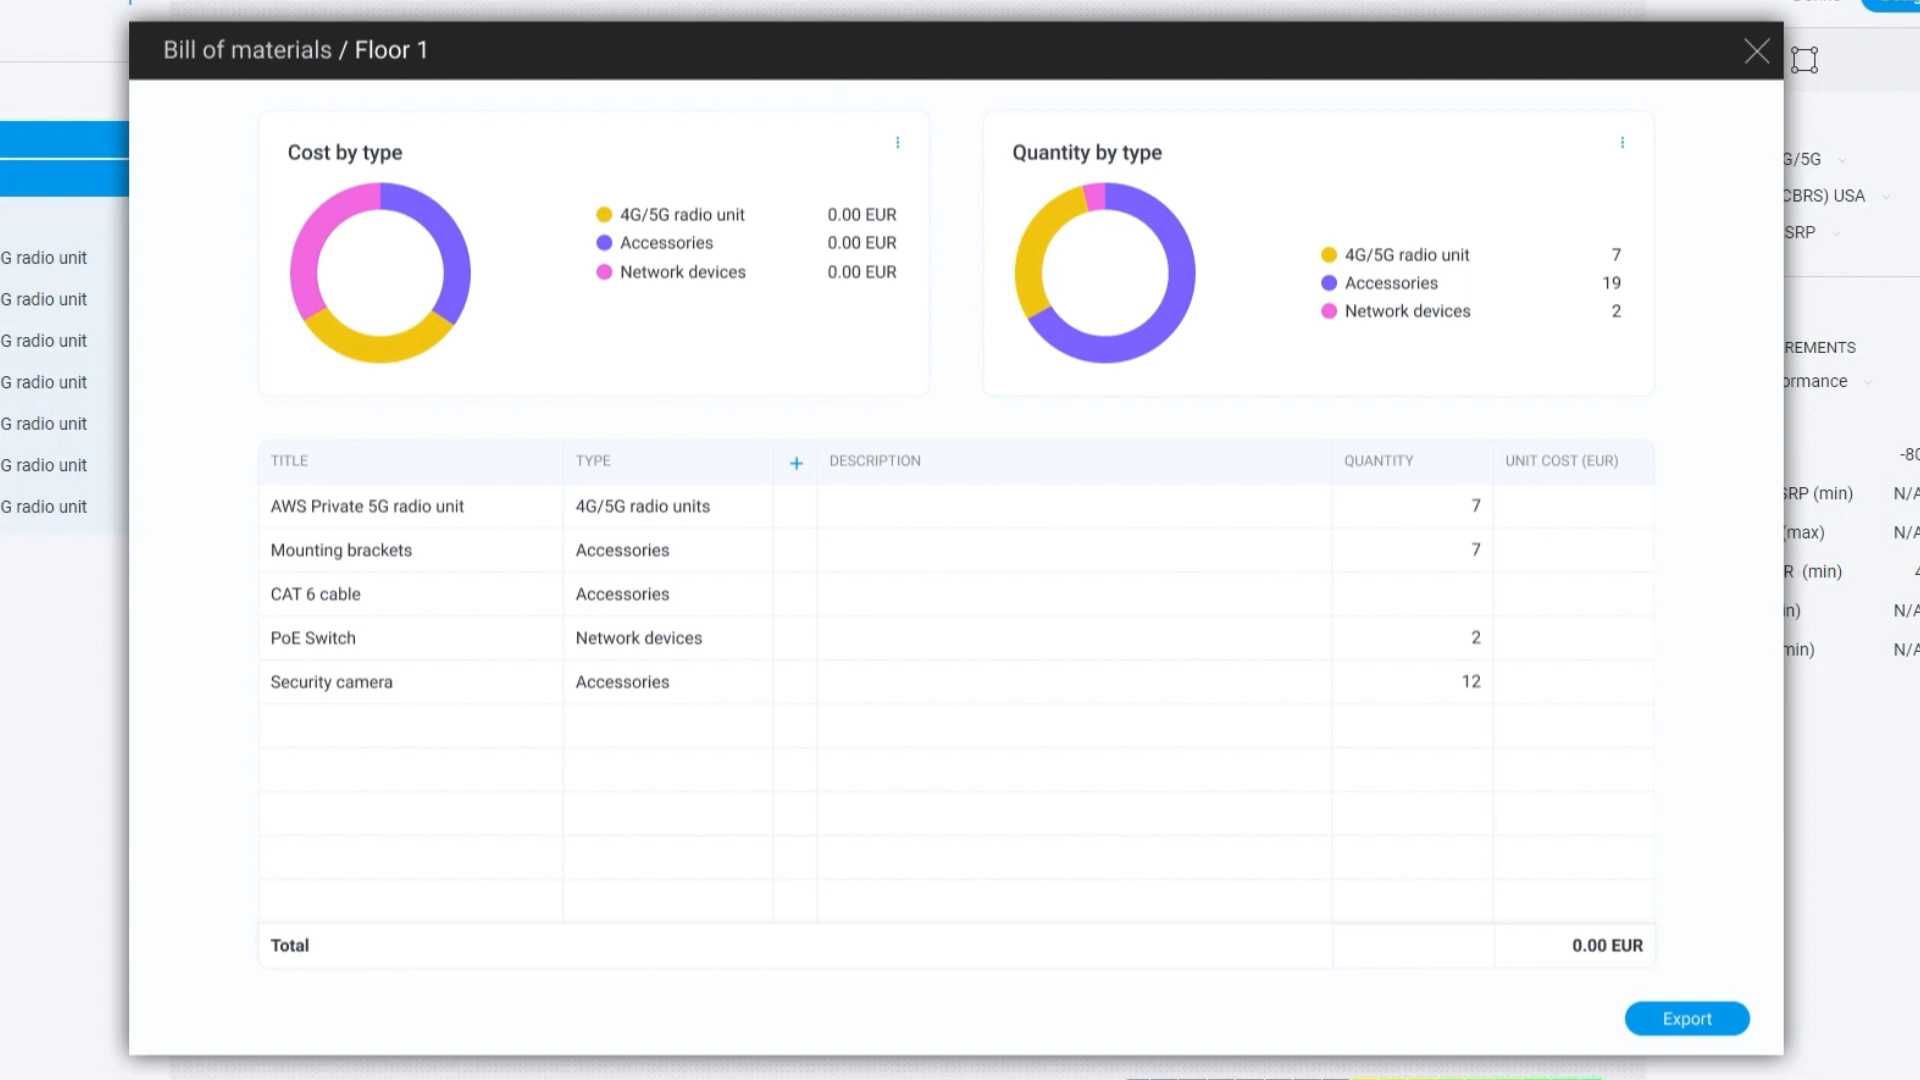 Bill of materials / Floor 1
Cost by type
4G/5G radio unit 0.00 EUR
Accessories 0.00 EUR
Network devices 0.00 EUR
Quantity by type
4G/5G radio unit 7
Accessories 19
Network devices 2
TITLE TYPE + DESCRIPTION QUANTITY UNIT COST (EUR)
AWS Private 5G radio unit 4G/5G radio units 7
Mounting brackets Accessories 7
CAT 6 cable Accessories
PoE Switch Network devices 2
Security camera Accessories 12
Total 0.00 EUR
Export
G radio unit
G radio unit
G radio unit
G radio unit
G radio unit
G radio unit
G radio unit
G/5G
CBRS) USA
SRP
REMENTS
ormance
-80
SRP (min) N/A
(max) N/A
R (min) 4
in) N/A
min) N/A